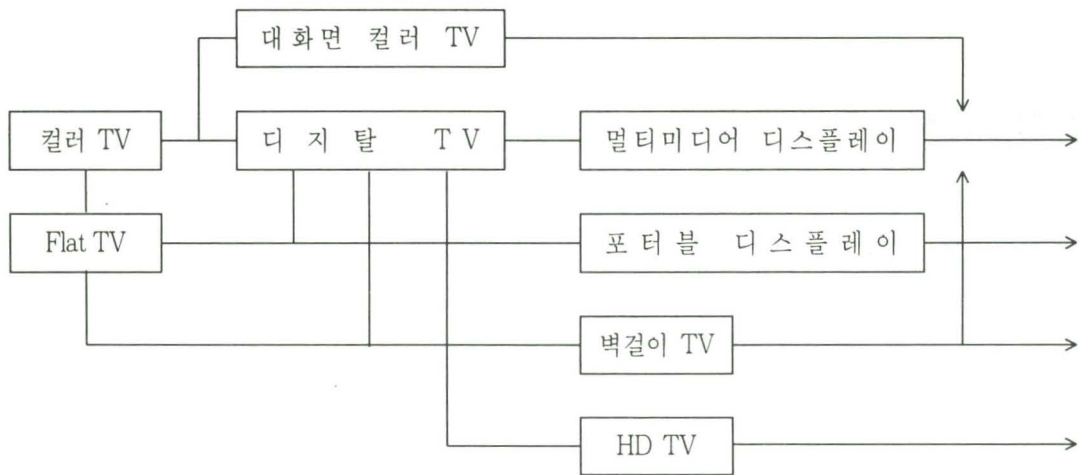 대화면 컬러 TV
컬러 TV
디지탈 TV
멀티미디어 디스플레이
Flat TV
포터블 디스플레이
벽걸이 TV
HD TV